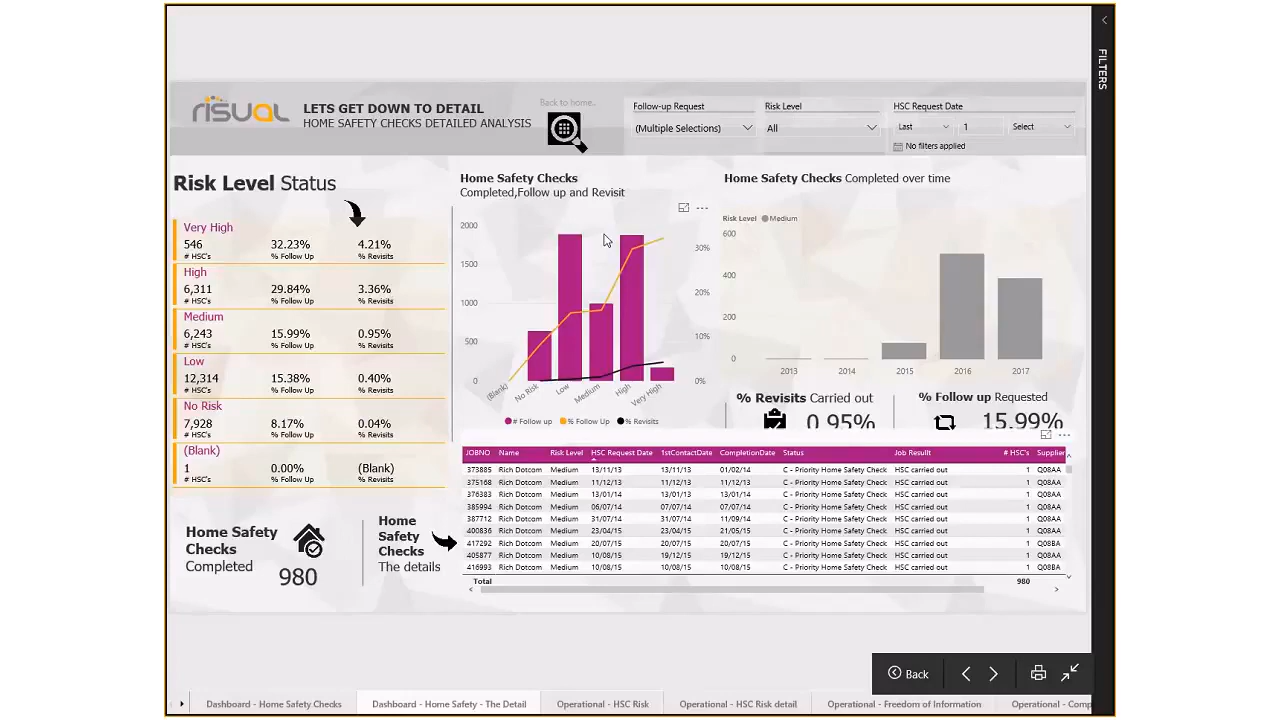 FILTERS
risual
LETS GET DOWN TO DETAIL
HOME SAFETY CHECKS DETAILED ANALYSIS
Back to home..
Follow-up Request
(Multiple Selections)
Risk Level
All
HSC Request Date
Last 1 Select
No filters applied
Risk Level Status
Very High
546 32.23% 4.21%
# HSC's % Follow Up % Revisits
High
6,311 29.84% 3.36%
# HSC's % Follow Up % Revisits
Medium
6,243 15.99% 0.95%
# HSC's % Follow Up % Revisits
Low
12,314 15.38% 0.40%
# HSC's % Follow Up % Revisits
No Risk
7,928 8.17% 0.04%
# HSC's % Follow Up % Revisits
(Blank)
1 0.00% (Blank)
# HSC's % Follow Up % Revisits
Home Safety
Checks
Completed
980
Home
Safety
Checks
The details
Home Safety Checks
Completed,Follow up and Revisit
2000
1500
1000
500
0
30%
20%
10%
0%
(Blank) No Risk Low Medium High Very High
# Follow up % Follow Up % Revisits
Home Safety Checks Completed over time
Risk Level Medium
600
400
200
0
2013 2014 2015 2016 2017
% Revisits Carried out
0.95%
% Follow up Requested
15.99%
JOBNO Name Risk Level HSC Request Date 1stContactDate CompletionDate Status Job Result # HSC's Supplier
373885 Rich Dotcom Medium 13/11/13 13/11/13 01/02/14 C - Priority Home Safety Check HSC carried out 1 Q08AA
375168 Rich Dotcom Medium 11/12/13 11/12/13 11/12/13 C - Priority Home Safety Check HSC carried out 1 Q08AA
376383 Rich Dotcom Medium 13/01/14 13/01/13 13/01/14 C - Priority Home Safety Check HSC carried out 1 Q08AA
385994 Rich Dotcom Medium 06/07/14 07/07/14 07/07/14 C - Priority Home Safety Check HSC carried out 1 Q08AA
387712 Rich Dotcom Medium 31/07/14 31/07/14 11/09/14 C - Priority Home Safety Check HSC carried out 1 Q08AA
400836 Rich Dotcom Medium 23/04/15 23/04/15 23/04/15 C - Priority Home Safety Check HSC carried out 1 Q08AA
417292 Rich Dotcom Medium 20/07/15 20/07/15 20/07/15 C - Priority Home Safety Check HSC carried out 1 Q08BA
405877 Rich Dotcom Medium 10/08/15 19/12/15 19/12/15 C - Priority Home Safety Check HSC carried out 1 Q08AA
416993 Rich Dotcom Medium 10/08/15 10/08/15 10/08/15 C - Priority Home Safety Check HSC carried out 1 Q08BA
Total 980
Back
Dashboard - Home Safety Checks
Dashboard - Home Safety - The Detail
Operational - HSC Risk
Operational - HSC Risk detail
Operational - Freedom of Information
Operational - Comp